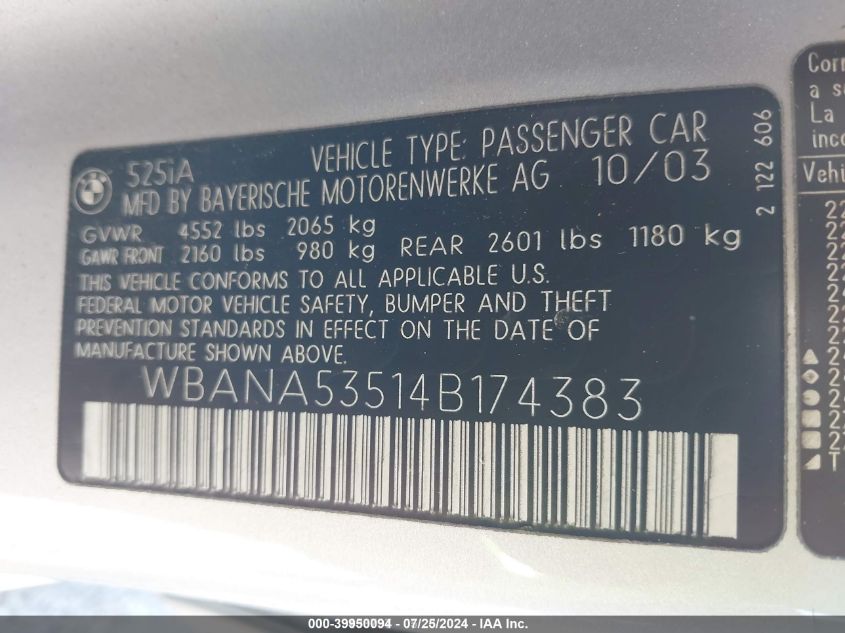 BMW
525iA VEHICLE TYPE: PASSENGER CAR
MFD BY BAYERISCHE MOTORENWERKE AG 10/03
GVWR 4552 lbs 2065 kg
GAWR FRONT 2160 lbs 980 kg REAR 2601 lbs 1180 kg
THIS VEHICLE CONFORMS TO ALL APPLICABLE U.S.
FEDERAL MOTOR VEHICLE SAFETY, BUMPER AND THEFT
PREVENTION STANDARDS IN EFFECT ON THE DATE OF
MANUFACTURE SHOWN ABOVE.
WBANA53514B174383
2 122 606
a
La
000-39950094 - 07/25/2024 - IAA Inc.